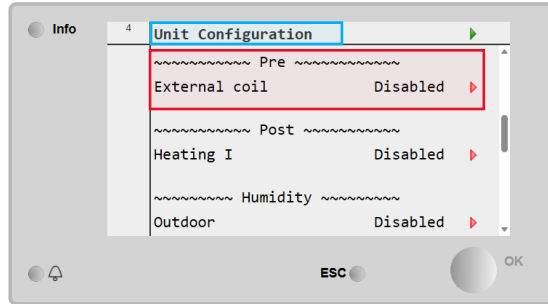 Info
4 Unit Configuration
~~~~~~~~~~~ Pre ~~~~~~~~~~~~
External coil Disabled
~~~~~~~~~~~ Post ~~~~~~~~~~~
Heating I Disabled
~~~~~~~~~ Humidity ~~~~~~~~~
Outdoor Disabled
OK
ESC